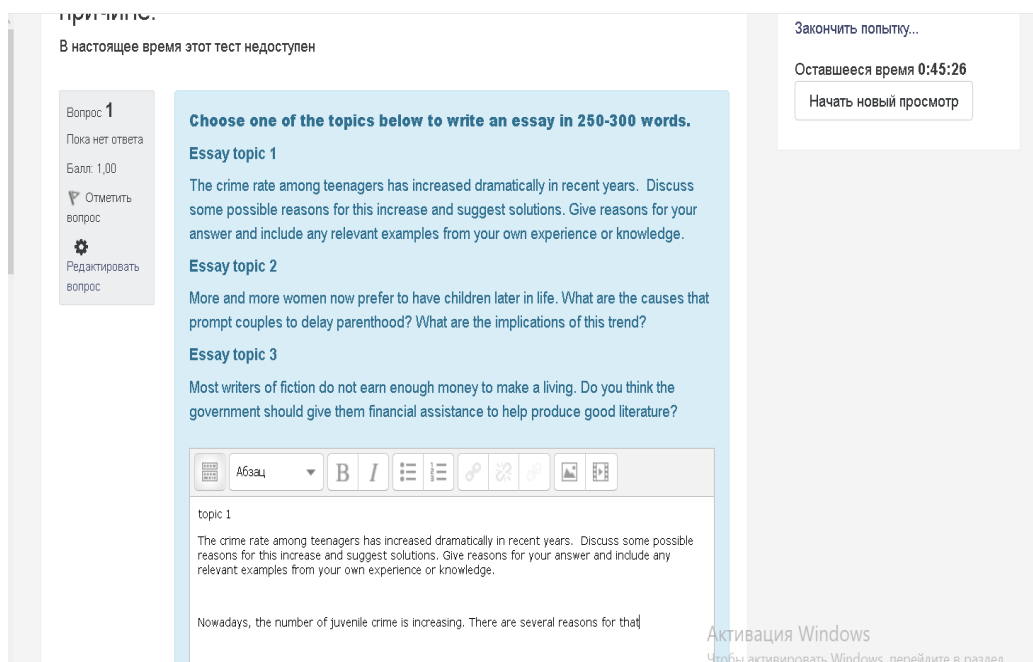 причине.
В настоящее время этот тест недоступен
Закончить попытку...
Оставшееся время 0:45:26
Начать новый просмотр
Вопрос 1
Пока нет ответа
Балл: 1,00
Отметить
вопрос
Редактировать
вопрос
Choose one of the topics below to write an essay in 250-300 words.
Essay topic 1
The crime rate among teenagers has increased dramatically in recent years. Discuss
some possible reasons for this increase and suggest solutions. Give reasons for your
answer and include any relevant examples from your own experience or knowledge.
Essay topic 2
More and more women now prefer to have children later in life. What are the causes that
prompt couples to delay parenthood? What are the implications of this trend?
Essay topic 3
Most writers of fiction do not earn enough money to make a living. Do you think the
government should give them financial assistance to help produce good literature?
Абзац B I
topic 1
The crime rate among teenagers has increased dramatically in recent years. Discuss some possible
reasons for this increase and suggest solutions. Give reasons for your answer and include any
relevant examples from your own experience or knowledge.
Nowadays, the number of juvenile crime is increasing. There are several reasons for that
Активация Windows
Чтобы активировать Windows, перейдите в раздел